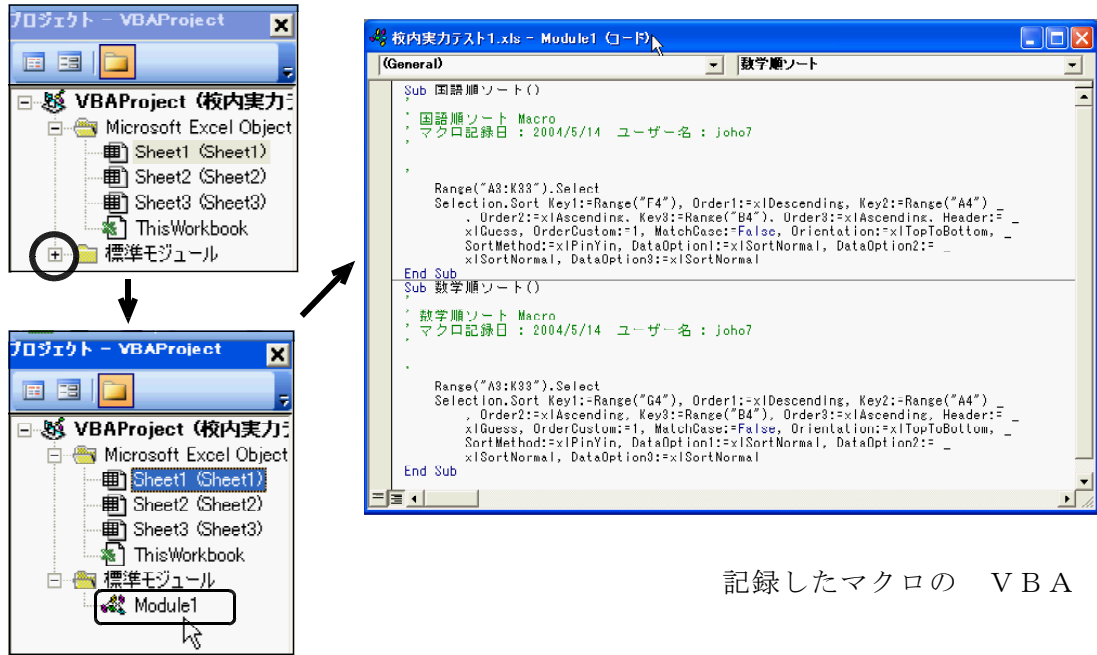 プロジェクト - VBAProject
VBAProject (校内実力テ
Microsoft Excel Object
Sheet1 (Sheet1)
Sheet2 (Sheet2)
Sheet3 (Sheet3)
ThisWorkbook
標準モジュール
プロジェクト - VBAProject
VBAProject (校内実力テ
Microsoft Excel Object
Sheet1 (Sheet1)
Sheet2 (Sheet2)
Sheet3 (Sheet3)
ThisWorkbook
標準モジュール
Module1
校内実力テスト1.xls - Module1 (コード)
(General) 数学順ソート
Sub 国語順ソート()
'
' 国語順ソート Macro
' マクロ記録日 : 2004/5/14 ユーザー名 : joho7
'
'
Range("A3:K33").Select
Selection.Sort Key1:=Range("F4"), Order1:=xlDescending, Key2:=Range("A4") _
, Order2:=xlAscending, Key3:=Range("B4"), Order3:=xlAscending, Header:= _
xlGuess, OrderCustom:=1, MatchCase:=False, Orientation:=xlTopToBottom, _
SortMethod:=xlPinYin, DataOption1:=xlSortNormal, DataOption2:= _
xlSortNormal, DataOption3:=xlSortNormal
End Sub
Sub 数学順ソート()
'
' 数学順ソート Macro
' マクロ記録日 : 2004/5/14 ユーザー名 : joho7
'
'
Range("A3:K33").Select
Selection.Sort Key1:=Range("G4"), Order1:=xlDescending, Key2:=Range("A4") _
, Order2:=xlAscending, Key3:=Range("B4"), Order3:=xlAscending, Header:= _
xlGuess, OrderCustom:=1, MatchCase:=False, Orientation:=xlTopToBottom, _
SortMethod:=xlPinYin, DataOption1:=xlSortNormal, DataOption2:= _
xlSortNormal, DataOption3:=xlSortNormal
End Sub
記録したマクロの ＶＢＡ